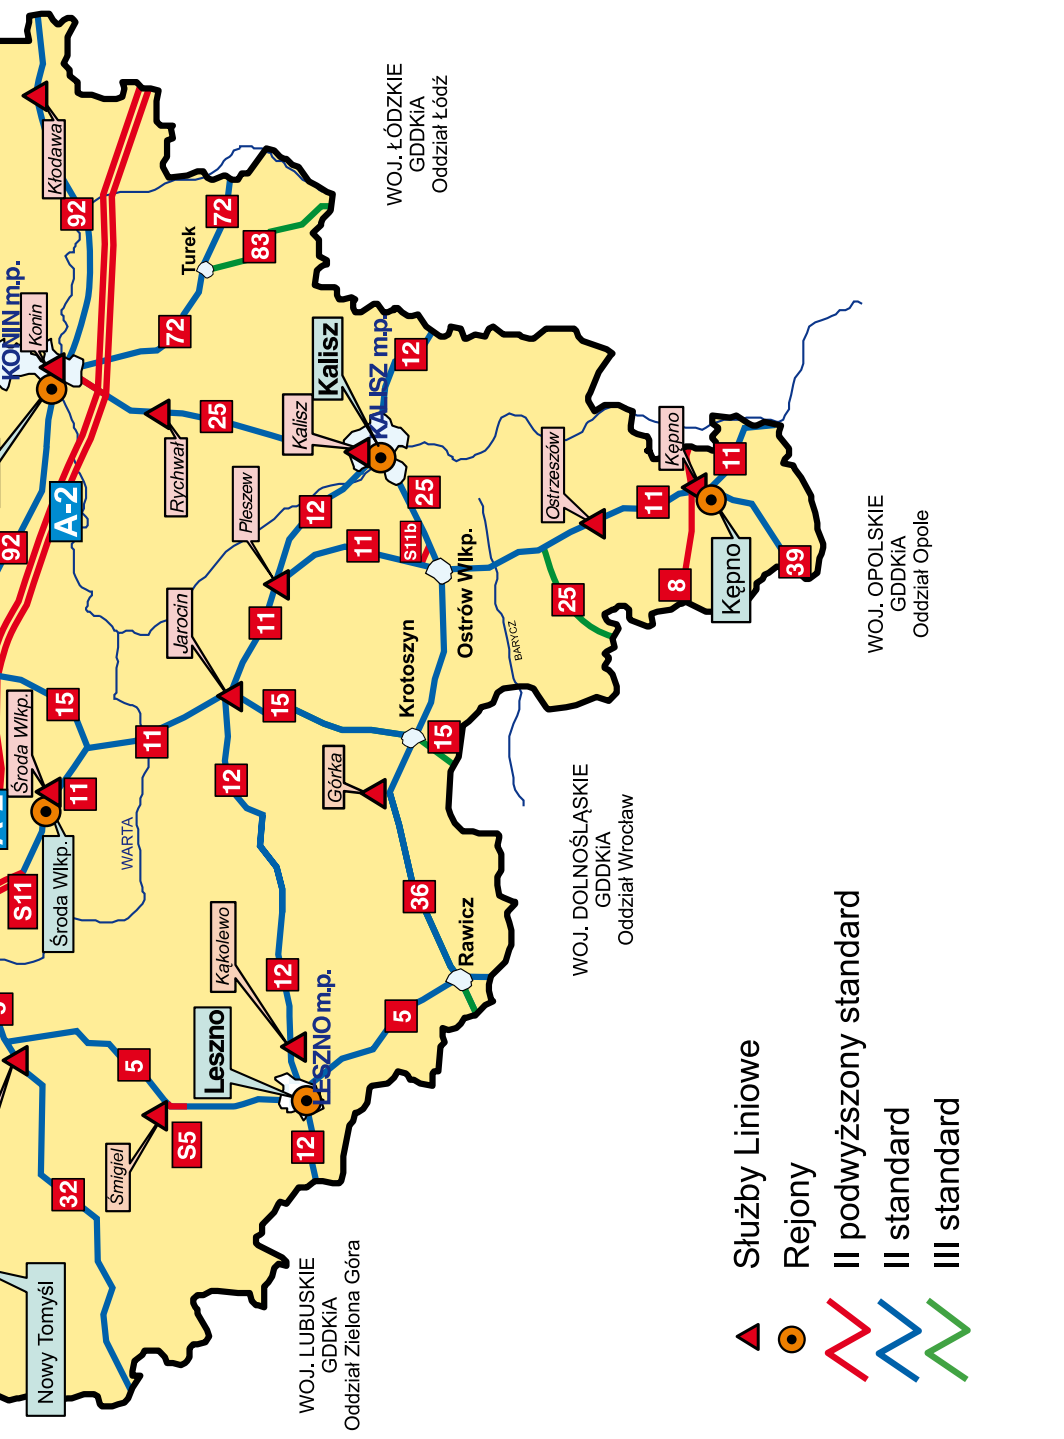 Kłodawa
92
KONIN m.p.
Konin
Turek
72
83
72
WOJ. ŁÓDZKIE
GDDKiA
Oddział Łódź
Kalisz
KALISZ m.p.
12
Kalisz
Rychwał
25
92
A-2
Pleszew
12
25
11
S11b
Ostrów Wlkp.
Ostrzeszów
11
Kępno
11
8
Kępno
39
25
BARYCZ
WOJ. OPOLSKIE
GDDKiA
Oddział Opole
Jarocin
11
15
Krotoszyn
15
Środa Wlkp.
15
11
11
12
Górka
WARTA
S11
Środa Wlkp.
36
Rawicz
WOJ. DOLNOŚLĄSKIE
GDDKiA
Oddział Wrocław
Kąkolewo
12
5
LESZNO m.p.
Leszno
5
S5
Śmigiel
12
32
Nowy Tomyśl
WOJ. LUBUSKIE
GDDKiA
Oddział Zielona Góra
Służby Liniowe
Rejony
II podwyższony standard
II standard
III standard